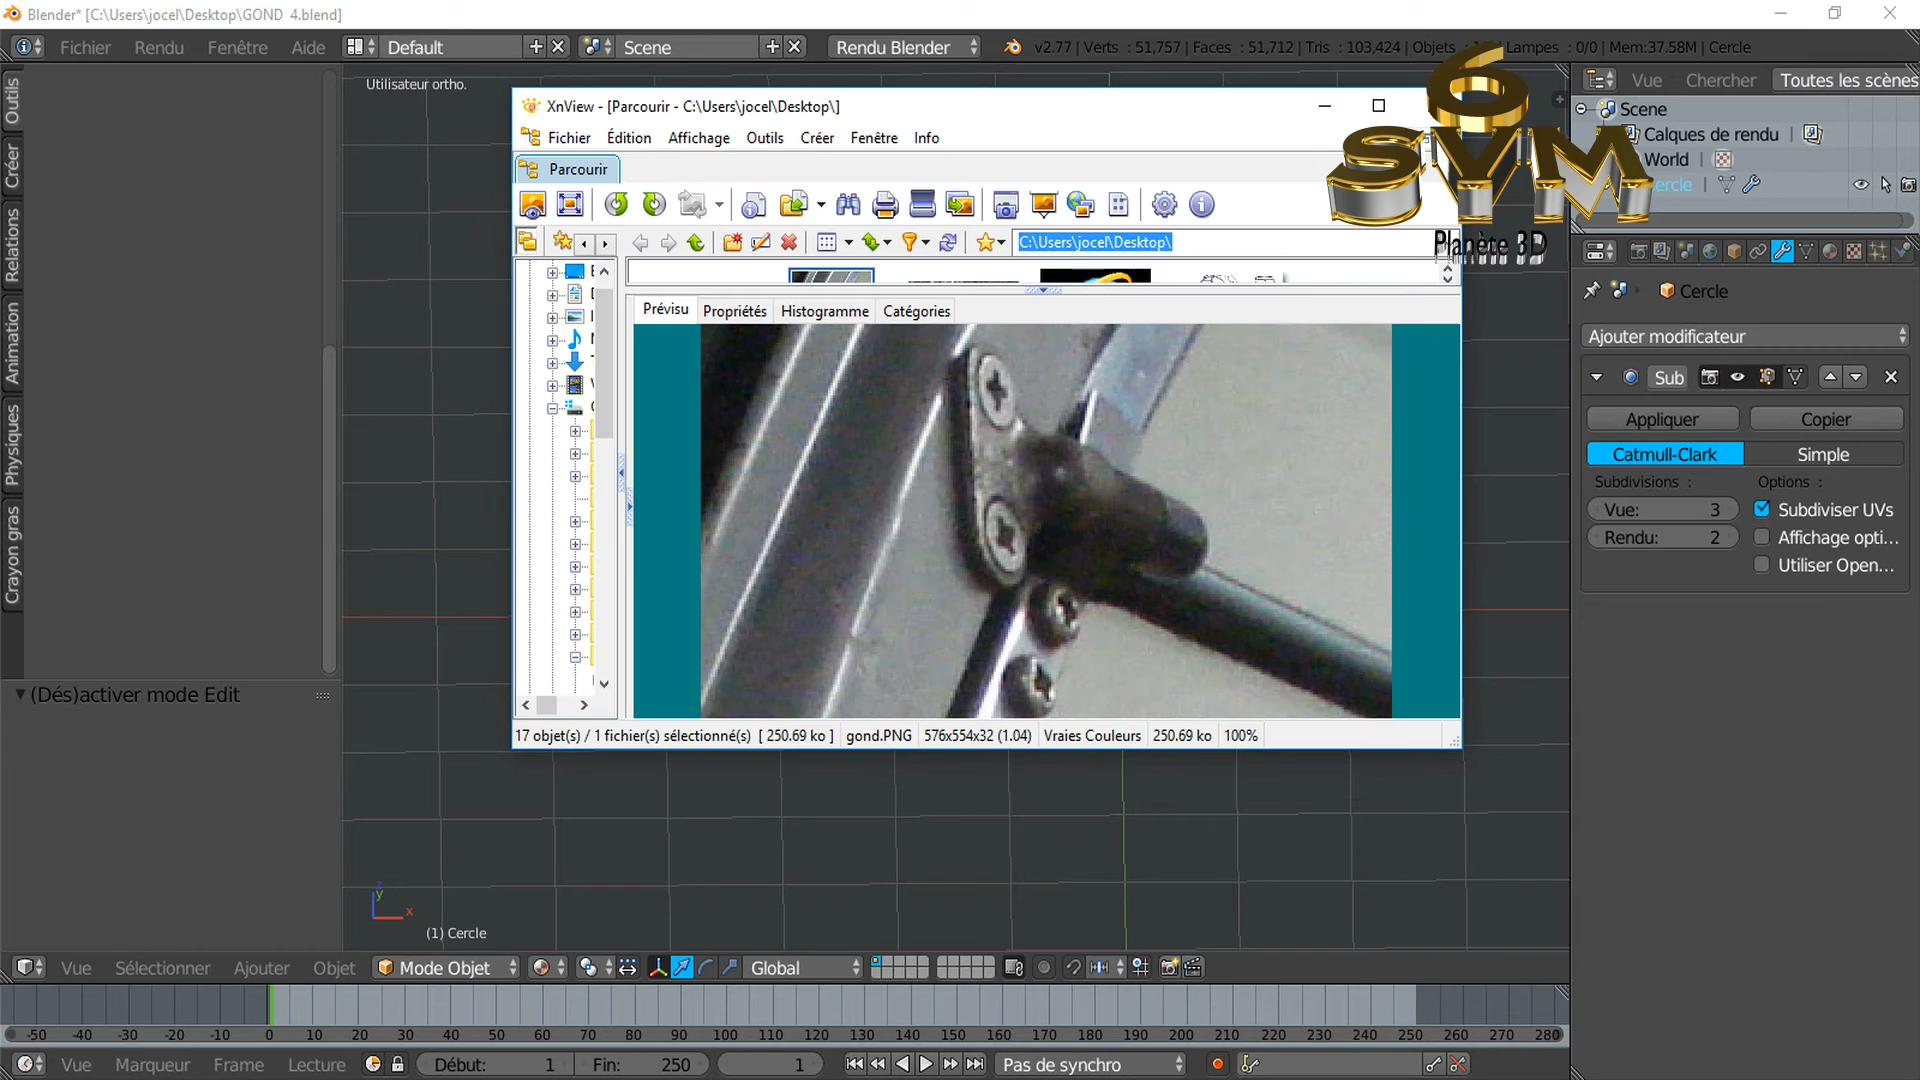 Blender* [C:\Users\jocel\Desktop\GOND 4.blend]
Fichier Rendu Fenêtre Aide Default Scene Rendu Blender v2.77 | Verts : 51,757 | Faces : 51,712 | Tris : 103,424 | Objets : | Lampes : 0/0 | Mem:37.58M | Cercle
Utilisateur ortho.
Outils
Créer
Relations
Animation
Physiques
Crayon gras
(Dés)activer mode Edit
XnView - [Parcourir - C:\Users\jocel\Desktop\]
Fichier Édition Affichage Outils Créer Fenêtre Info
Parcourir
C:\Users\jocel\Desktop\
Prévisu Propriétés Histogramme Catégories
17 objet(s) / 1 fichier(s) sélectionné(s) [ 250.69 ko ] gond.PNG 576x554x32 (1.04) Vraies Couleurs 250.69 ko 100%
6
SYM
Planète 3D
Vue Chercher Toutes les scènes
Scene
Calques de rendu
World
Cercle
Cercle
Ajouter modificateur
Sub
Appliquer Copier
Catmull-Clark Simple
Subdivisions : Options :
Vue: 3 Subdiviser UVs
Rendu: 2 Affichage opti...
Utiliser Open...
z
y
x
(1) Cercle
Vue Sélectionner Ajouter Objet Mode Objet Global
-50 -40 -30 -20 -10 0 10 20 30 40 50 60 70 80 90 100 110 120 130 140 150 160 170 180 190 200 210 220 230 240 250 260 270 280
Vue Marqueur Frame Lecture Début: 1 Fin: 250 1 Pas de synchro